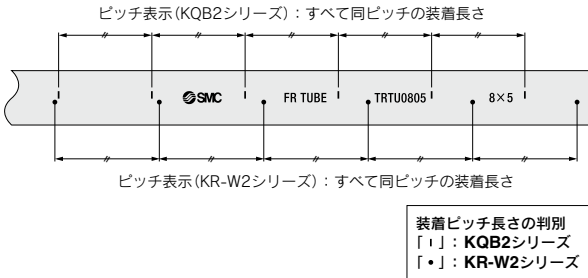 ピッチ表示(KQB2シリーズ)：すべて同ピッチの装着長さ
SMC FR TUBE TRTU0805 8×5
ピッチ表示(KR-W2シリーズ)：すべて同ピッチの装着長さ
装着ピッチ長さの判別
「ı」：KQB2シリーズ
「•」：KR-W2シリーズ